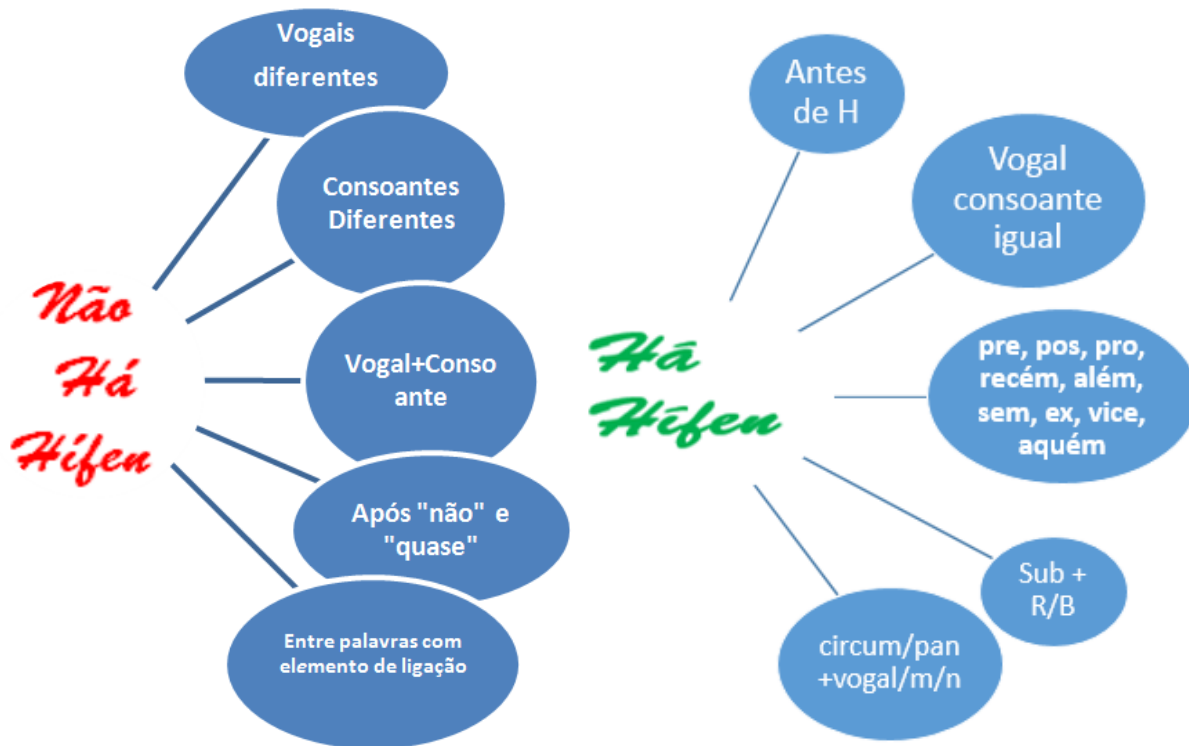 Não
Há
Hífen
Vogais
diferentes
Consoantes
Diferentes
Vogal+Conso
ante
Após "não" e
"quase"
Entre palavras com
elemento de ligação
Há
Hífen
Antes
de H
Vogal
consoante
igual
pre, pos, pro,
recém, além,
sem, ex, vice,
aquém
Sub +
R/B
circum/pan
+vogal/m/n